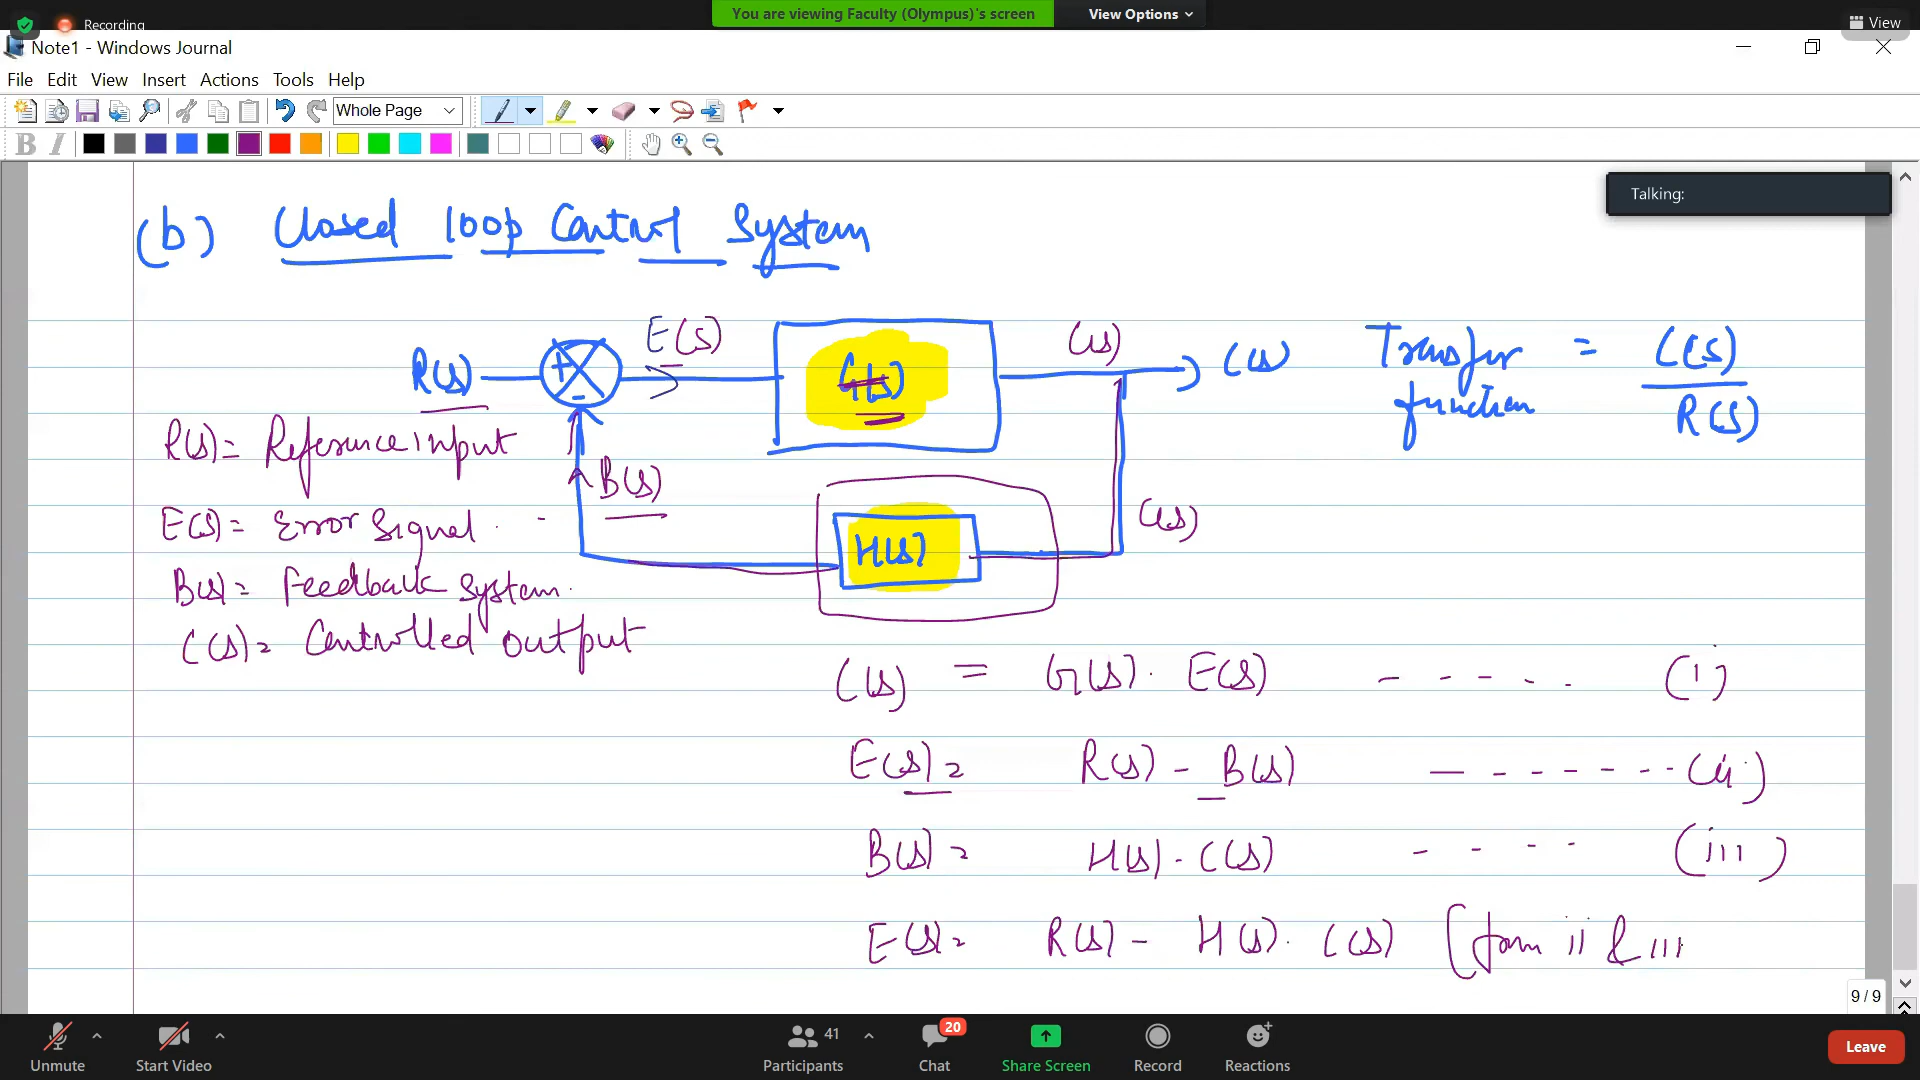 Recording
You are viewing Faculty (Olympus)'s screen
View Options
View
Note1 - Windows Journal
File Edit View Insert Actions Tools Help
Whole Page
B I
Talking:
(b) Closed loop Control System
R(s) + - E(s) G(s) C(s) C(s)
Transfer function = C(s) / R(s)
R(s) = Reference input
B(s)
H(s)
C(s)
E(s) = Error Signal.
B(s) = Feedback system.
C(s) = Controlled output
C(s) = G(s). E(s) - - - - - (i)
E(s) = R(s) - B(s) - - - - - - - (ii)
B(s) = H(s) . C(s) - - - - (iii)
E(s) = R(s) - H(s). C(s) [from ii & iii
9 / 9
Unmute
Start Video
41
Participants
20
Chat
Share Screen
Record
Reactions
Leave